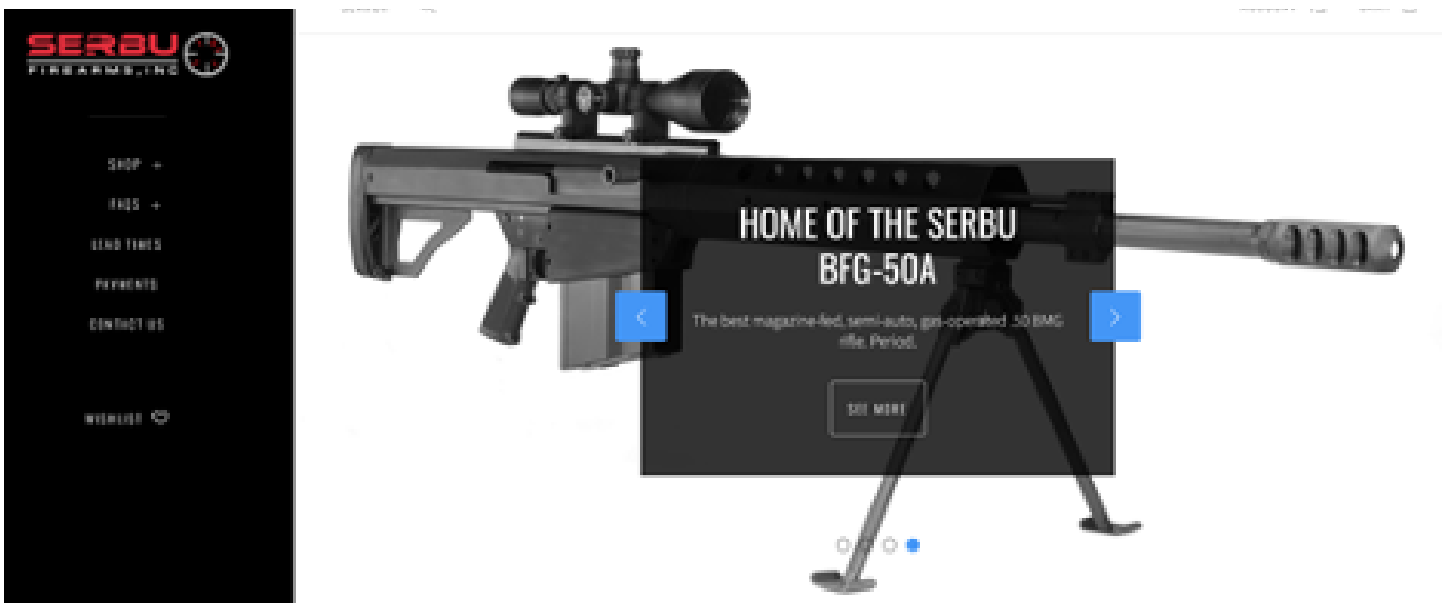 SERBU
FIREARMS, INC
SHOP +
FAQS +
LEAD TIMES
PAYMENTS
CONTACT US
WISHLIST
HOME OF THE SERBU
BFG-50A
The best magazine-fed, semi-auto, gas-operated .50 BMG
rifle. Period.
SEE MORE